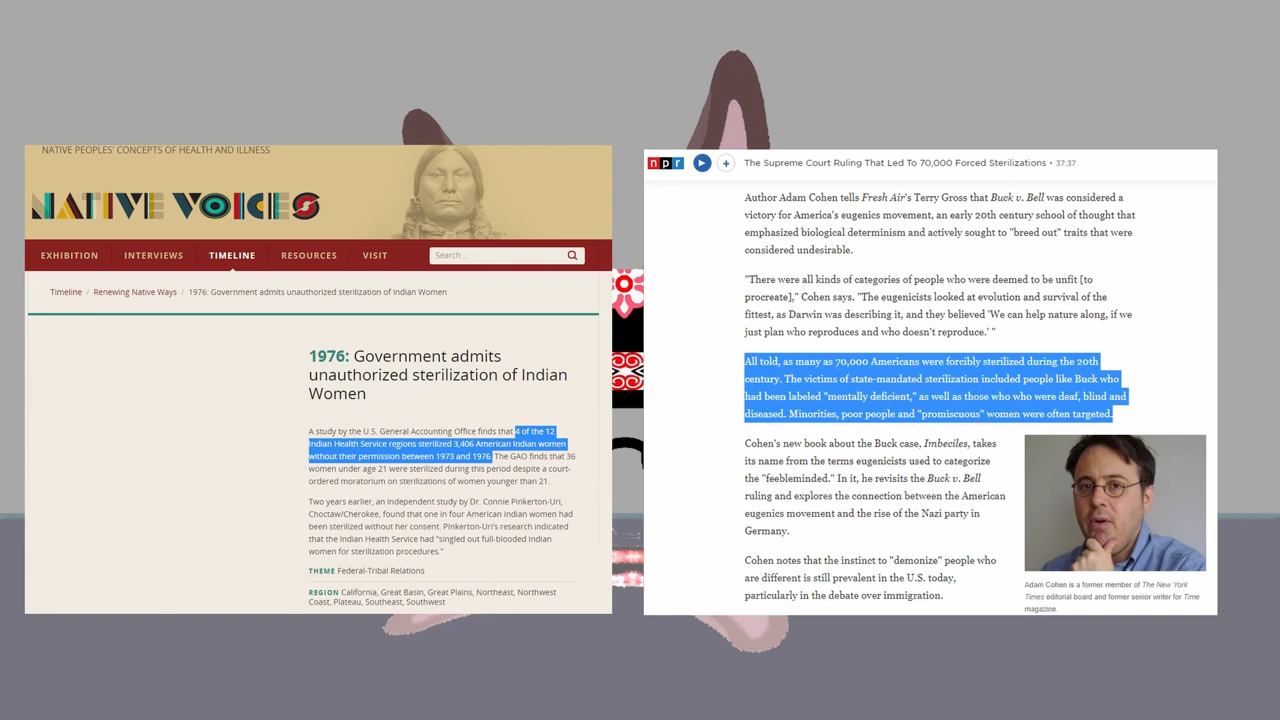 NATIVE PEOPLES' CONCEPTS OF HEALTH AND ILLNESS
NATIVE VOICES
EXHIBITION INTERVIEWS TIMELINE RESOURCES VISIT Search...
Timeline / Renewing Native Ways / 1976: Government admits unauthorized sterilization of Indian Women
1976: Government admits
unauthorized sterilization of Indian
Women
A study by the U.S. General Accounting Office finds that 4 of the 12
Indian Health Service regions sterilized 3,406 American Indian women
without their permission between 1973 and 1976. The GAO finds that 36
women under age 21 were sterilized during this period despite a court-
ordered moratorium on sterilizations of women younger than 21.
Two years earlier, an independent study by Dr. Connie Pinkerton-Uri,
Choctaw/Cherokee, found that one in four American Indian women had
been sterilized without her consent. PInkerton-Uri's research indicated
that the Indian Health Service had "singled out full-blooded Indian
women for sterilization procedures."
THEME Federal-Tribal Relations
REGION California, Great Basin, Great Plains, Northeast, Northwest
Coast, Plateau, Southeast, Southwest
npr The Supreme Court Ruling That Led To 70,000 Forced Sterilizations • 37:37
Author Adam Cohen tells Fresh Air's Terry Gross that Buck v. Bell was considered a
victory for America's eugenics movement, an early 20th century school of thought that
emphasized biological determinism and actively sought to "breed out" traits that were
considered undesirable.
"There were all kinds of categories of people who were deemed to be unfit [to
procreate]," Cohen says. "The eugenicists looked at evolution and survival of the
fittest, as Darwin was describing it, and they believed 'We can help nature along, if we
just plan who reproduces and who doesn't reproduce.' "
All told, as many as 70,000 Americans were forcibly sterilized during the 20th
century. The victims of state-mandated sterilization included people like Buck who
had been labeled "mentally deficient," as well as those who who were deaf, blind and
diseased. Minorities, poor people and "promiscuous" women were often targeted.
Cohen's new book about the Buck case, Imbeciles, takes
its name from the terms eugenicists used to categorize
the "feebleminded." In it, he revisits the Buck v. Bell
ruling and explores the connection between the American
eugenics movement and the rise of the Nazi party in
Germany.
Cohen notes that the instinct to "demonize" people who
are different is still prevalent in the U.S. today,
particularly in the debate over immigration.
Adam Cohen is a former member of The New York
Times editorial board and former senior writer for Time
magazine.